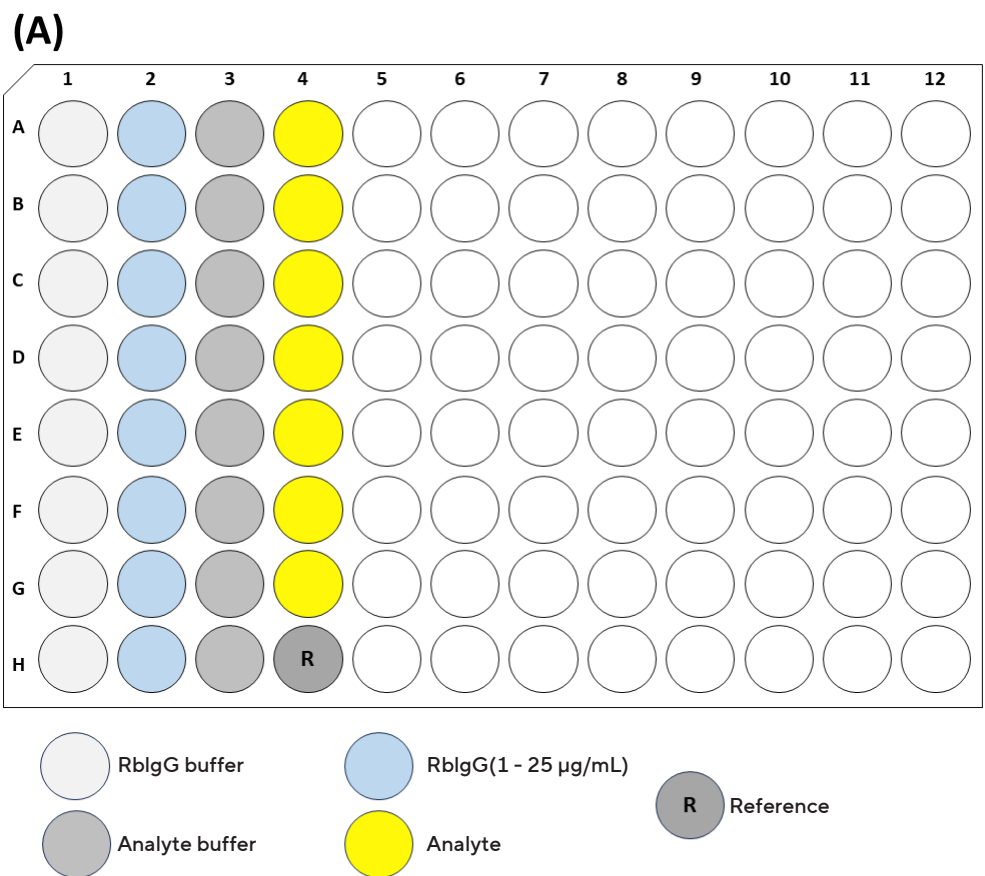 (A)
1 2 3 4 5 6 7 8 9 10 11 12
A
B
C
D
E
F
G
H R
RbIgG buffer RbIgG(1 - 25 µg/mL)
R Reference
Analyte buffer Analyte